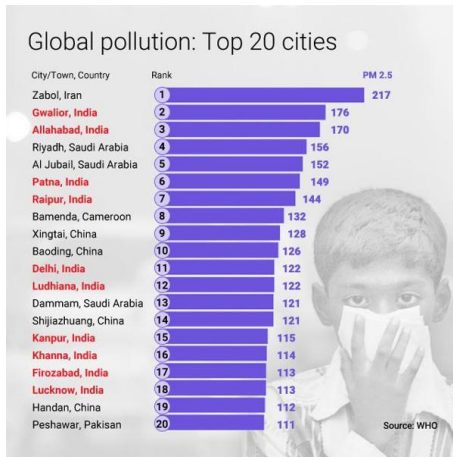 Global pollution: Top 20 cities
City/Town, Country Rank PM 2.5
Zabol, Iran 1 217
Gwalior, India 2 176
Allahabad, India 3 170
Riyadh, Saudi Arabia 4 156
Al Jubail, Saudi Arabia 5 152
Patna, India 6 149
Raipur, India 7 144
Bamenda, Cameroon 8 132
Xingtai, China 9 128
Baoding, China 10 126
Delhi, India 11 122
Ludhiana, India 12 122
Dammam, Saudi Arabia 13 121
Shijiazhuang, China 14 121
Kanpur, India 15 115
Khanna, India 16 114
Firozabad, India 17 113
Lucknow, India 18 113
Handan, China 19 112
Peshawar, Pakisan 20 111
Source: WHO